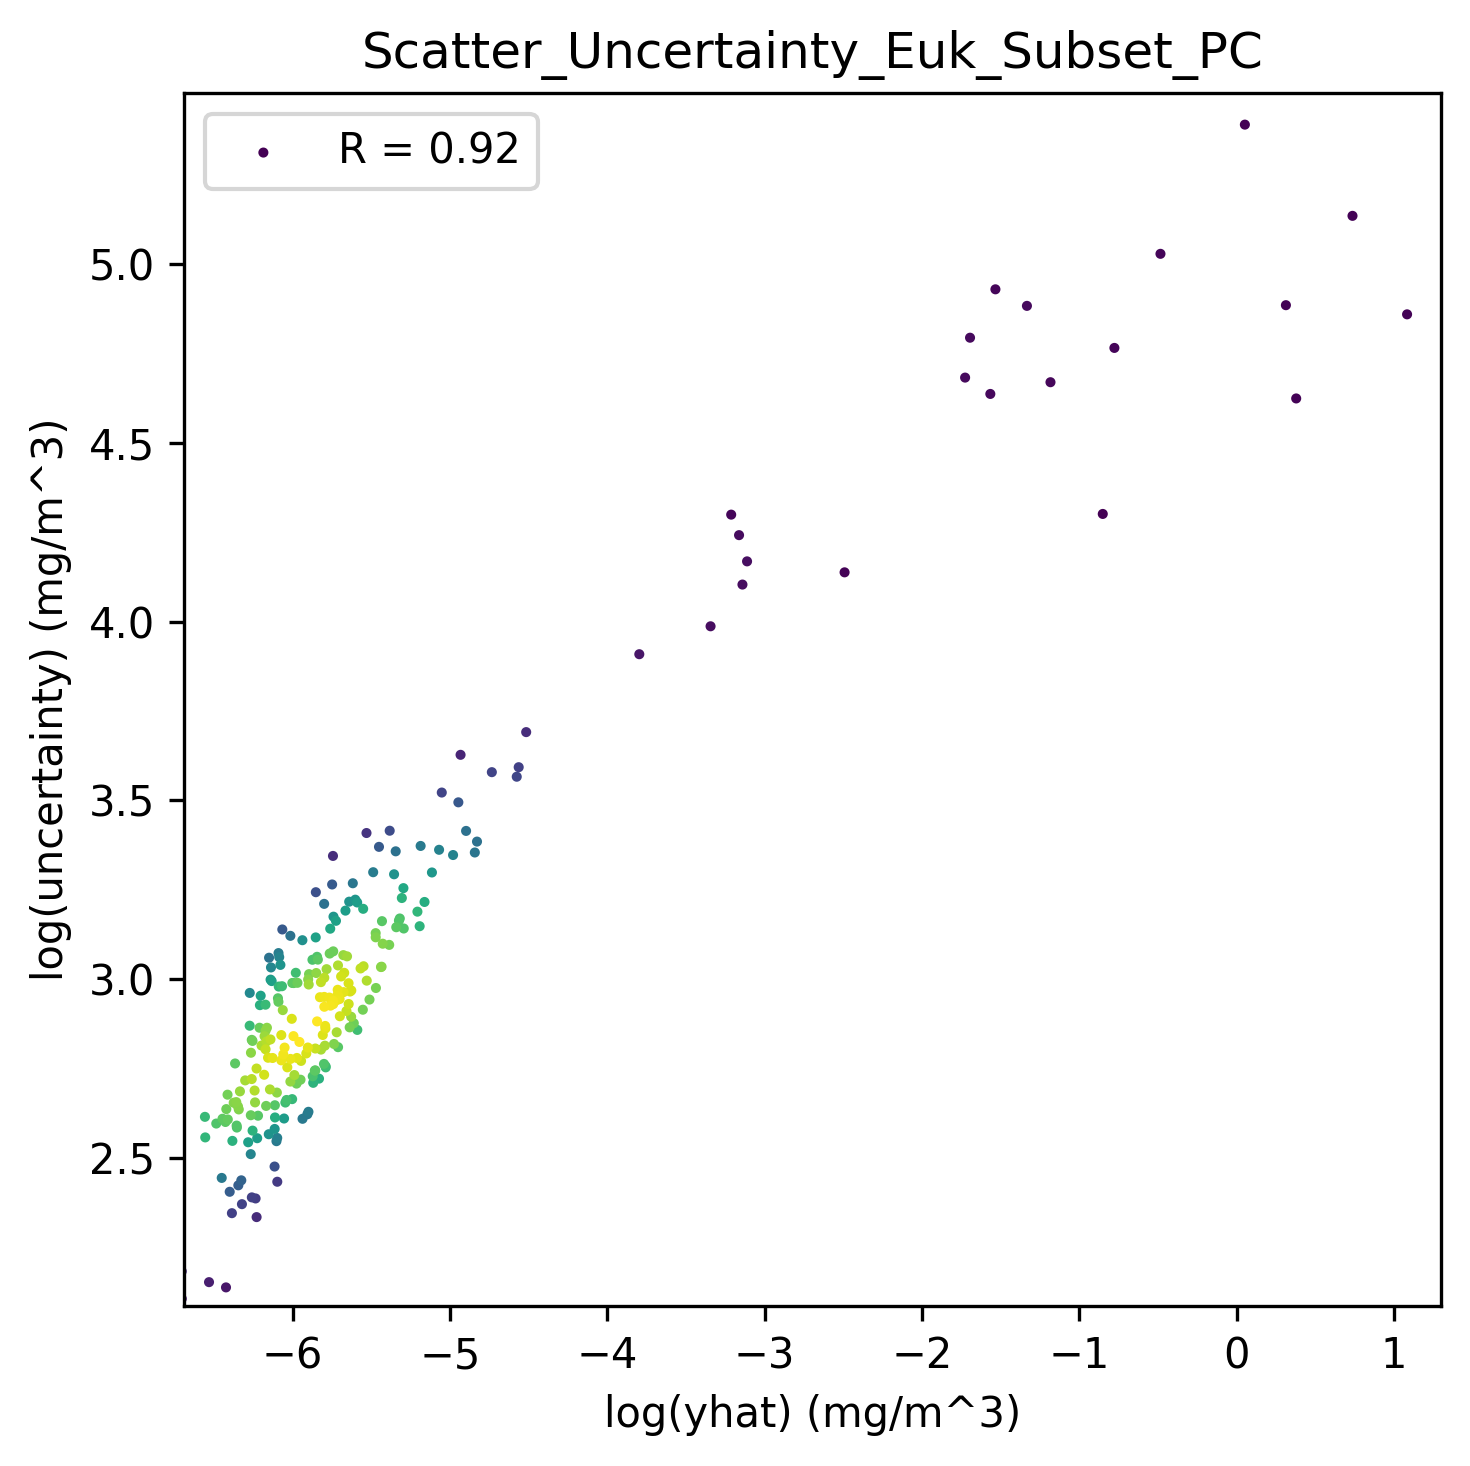 Scatter_Uncertainty_Euk_Subset_PC
R = 0.92
log(uncertainty) (mg/m^3)
5.0
4.5
4.0
3.5
3.0
2.5
−6 −5 −4 −3 −2 −1 0 1
log(yhat) (mg/m^3)